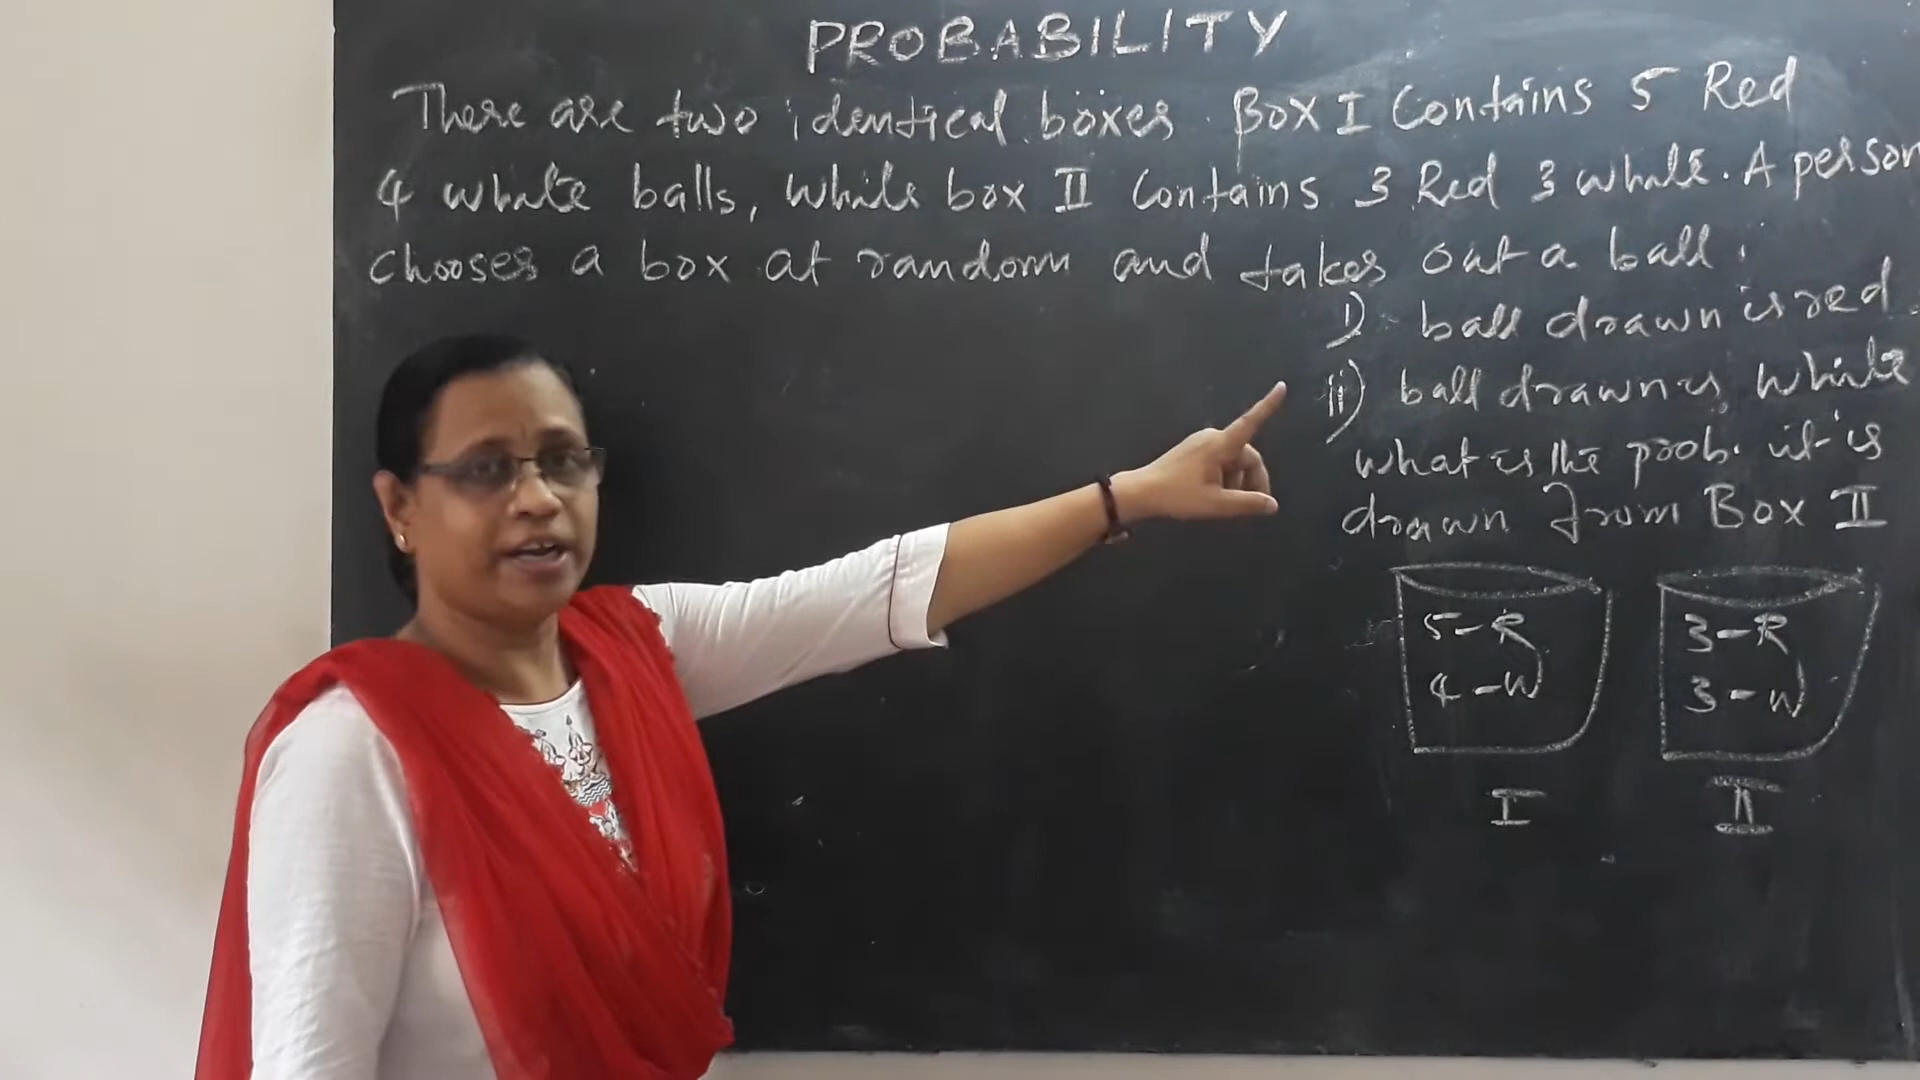 PROBABILITY
There are two identical boxes. Box I Contains 5 Red
4 white balls, while box II Contains 3 Red 3 white. A person
chooses a box at random and takes out a ball.
i) ball drawn is red.
ii) ball drawn is white
what is the prob. it is
drawn from Box II
5-R 3-R
4-W 3-W
I II